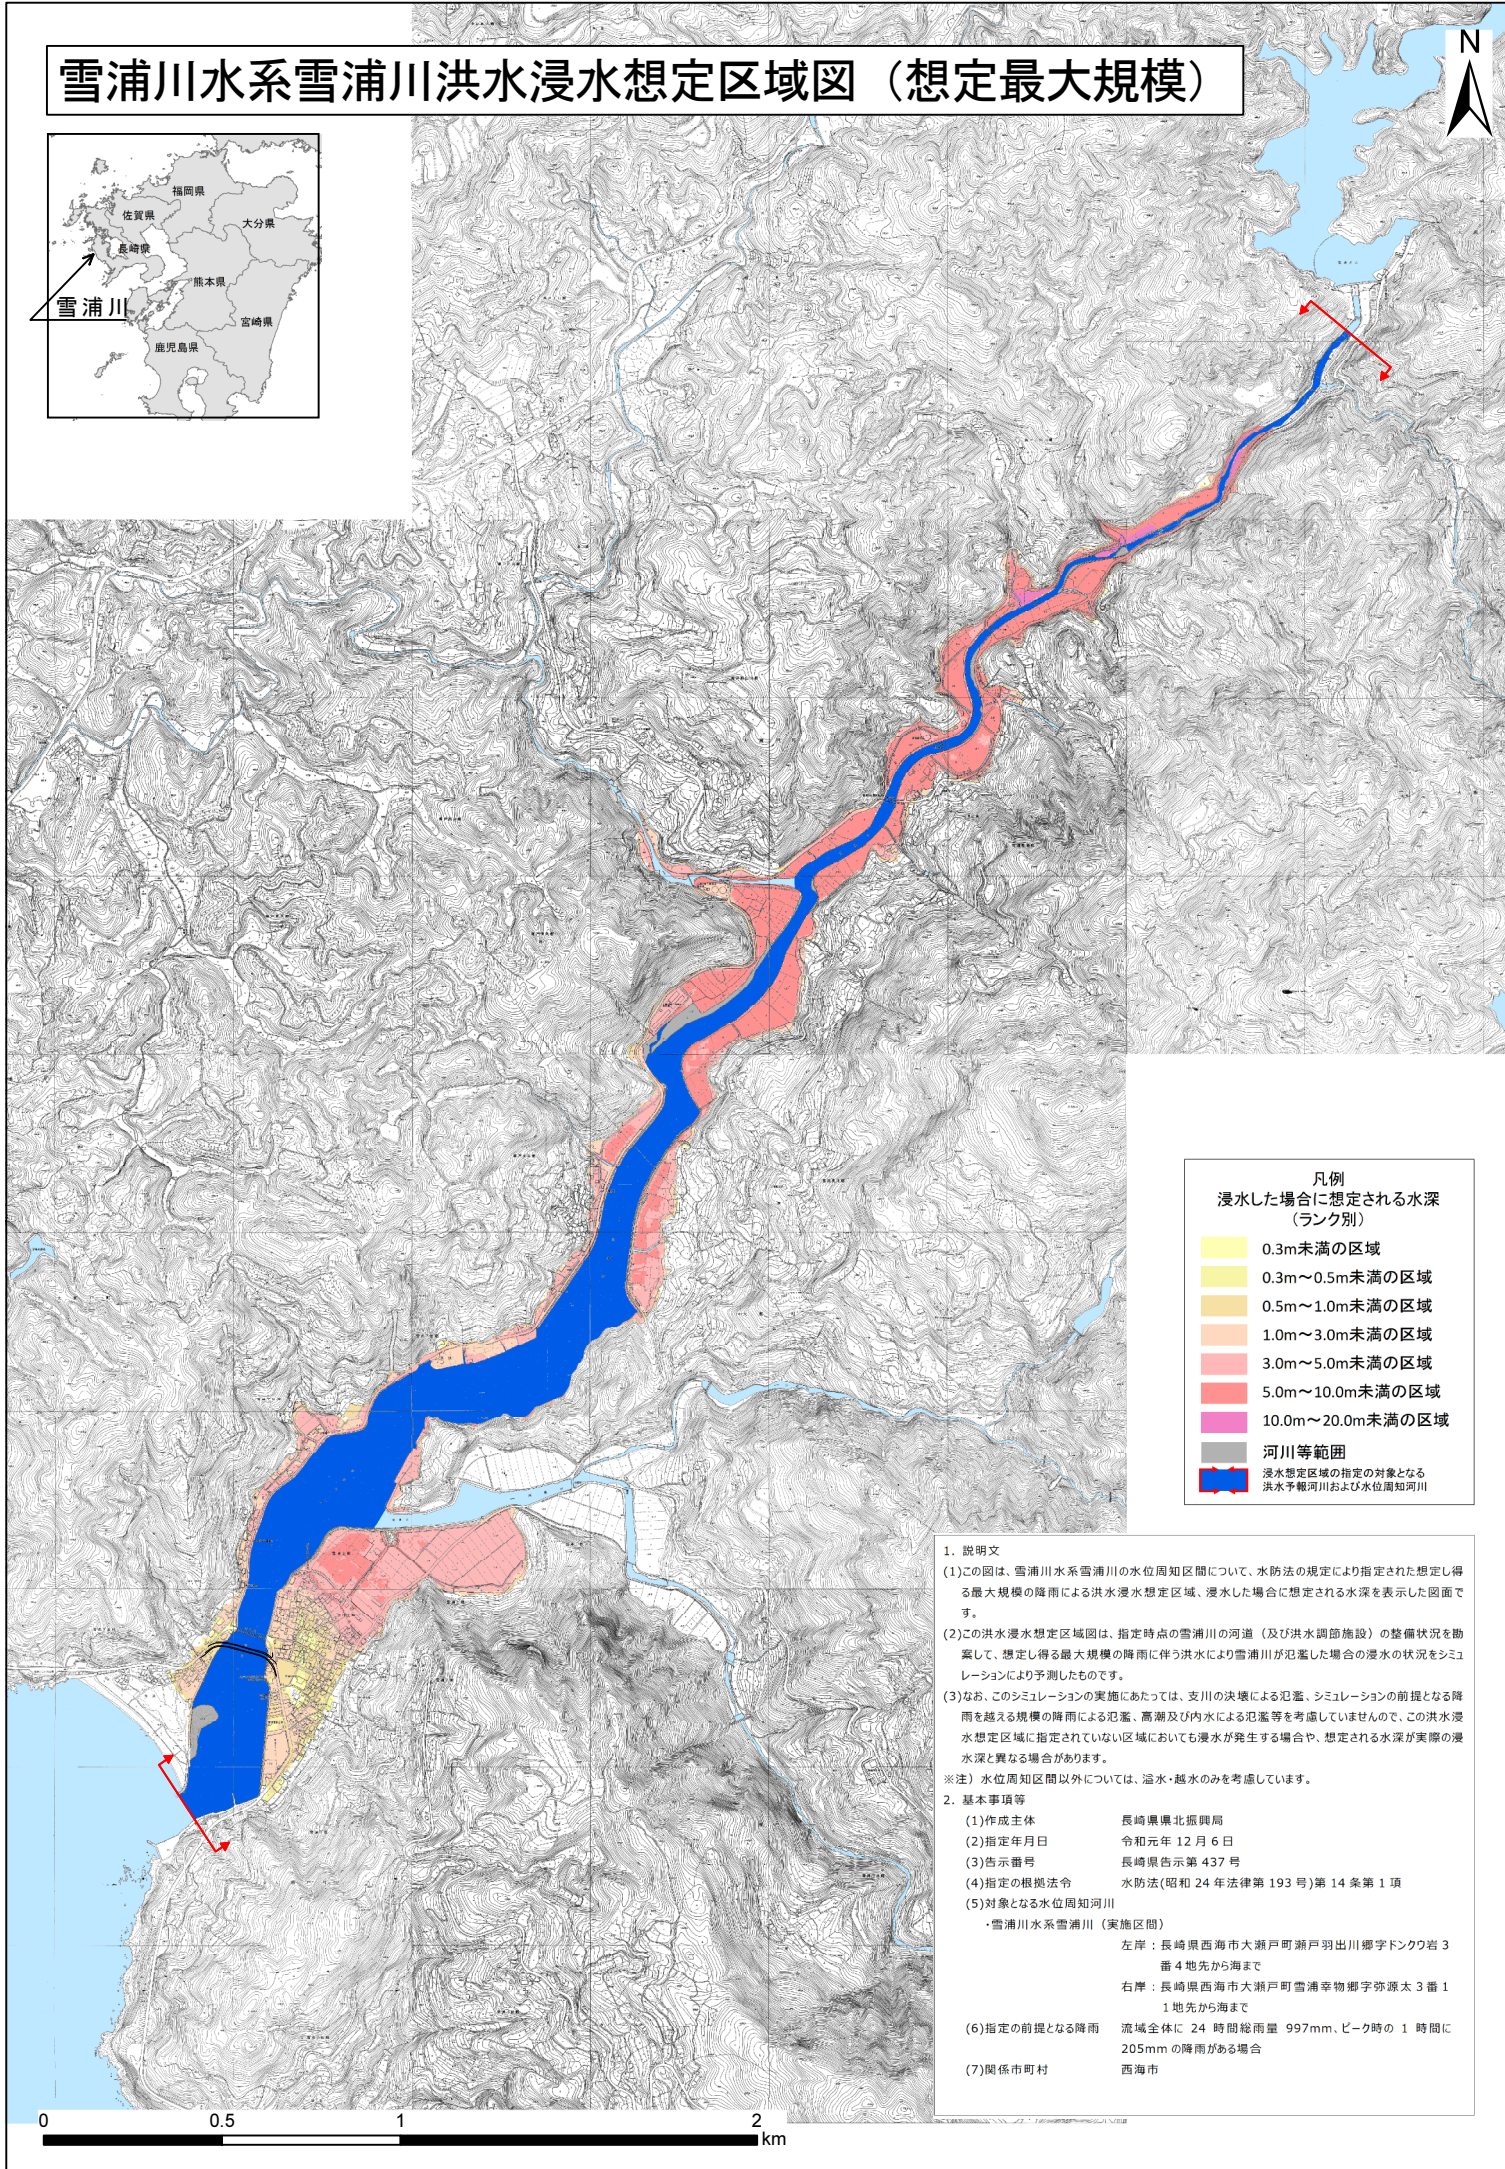 雪浦川水系雪浦川洪水浸水想定区域図（想定最大規模）
N
福岡県
佐賀県
大分県
長崎県
熊本県
雪浦川
宮崎県
鹿児島県
凡例
浸水した場合に想定される水深
（ランク別）
0.3m未満の区域
0.3m～0.5m未満の区域
0.5m～1.0m未満の区域
1.0m～3.0m未満の区域
3.0m～5.0m未満の区域
5.0m～10.0m未満の区域
10.0m～20.0m未満の区域
河川等範囲
浸水想定区域の指定の対象となる
洪水予報河川および水位周知河川
1. 説明文
(1)この図は、雪浦川水系雪浦川の水位周知区間について、水防法の規定により指定された想定し得
る最大規模の降雨による洪水浸水想定区域、浸水した場合に想定される水深を表示した図面で
す。
(2)この洪水浸水想定区域図は、指定時点の雪浦川の河道（及び洪水調節施設）の整備状況を勘
案して、想定し得る最大規模の降雨に伴う洪水により雪浦川が氾濫した場合の浸水の状況をシミュ
レーションにより予測したものです。
(3)なお、このシミュレーションの実施にあたっては、支川の決壊による氾濫、シミュレーションの前提となる降
雨を越える規模の降雨による氾濫、高潮及び内水による氾濫等を考慮していませんので、この洪水浸
水想定区域に指定されていない区域においても浸水が発生する場合や、想定される水深が実際の浸
水深と異なる場合があります。
※注）水位周知区間以外については、溢水・越水のみを考慮しています。
2. 基本事項等
(1)作成主体 長崎県県北振興局
(2)指定年月日 令和元年 12 月 6 日
(3)告示番号 長崎県告示第 437 号
(4)指定の根拠法令 水防法(昭和 24 年法律第 193 号)第 14 条第 1 項
(5)対象となる水位周知河川
・雪浦川水系雪浦川（実施区間）
左岸：長崎県西海市大瀬戸町瀬戸羽出川郷字ドンクウ岩 3
番 4 地先から海まで
右岸：長崎県西海市大瀬戸町雪浦幸物郷字弥源太 3 番 1
1 地先から海まで
(6)指定の前提となる降雨 流域全体に 24 時間総雨量 997mm、ピーク時の 1 時間に
205mm の降雨がある場合
(7)関係市町村 西海市
0 0.5 1 2
km